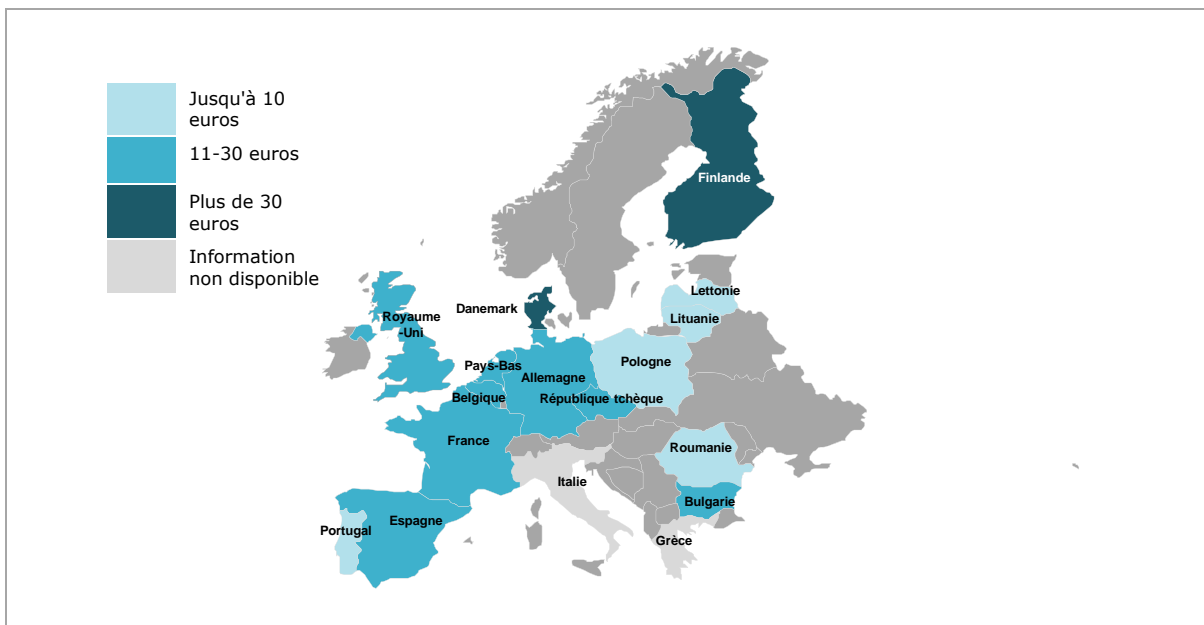 Jusqu'à 10
euros
11-30 euros
Plus de 30
euros
Information
non disponible
Finlande
Lettonie
Danemark
Royaume
-Uni
Lituanie
Pologne
Pays-Bas
Allemagne
Belgique
République tchèque
France
Roumanie
Italie
Bulgarie
Espagne
Portugal
Grèce